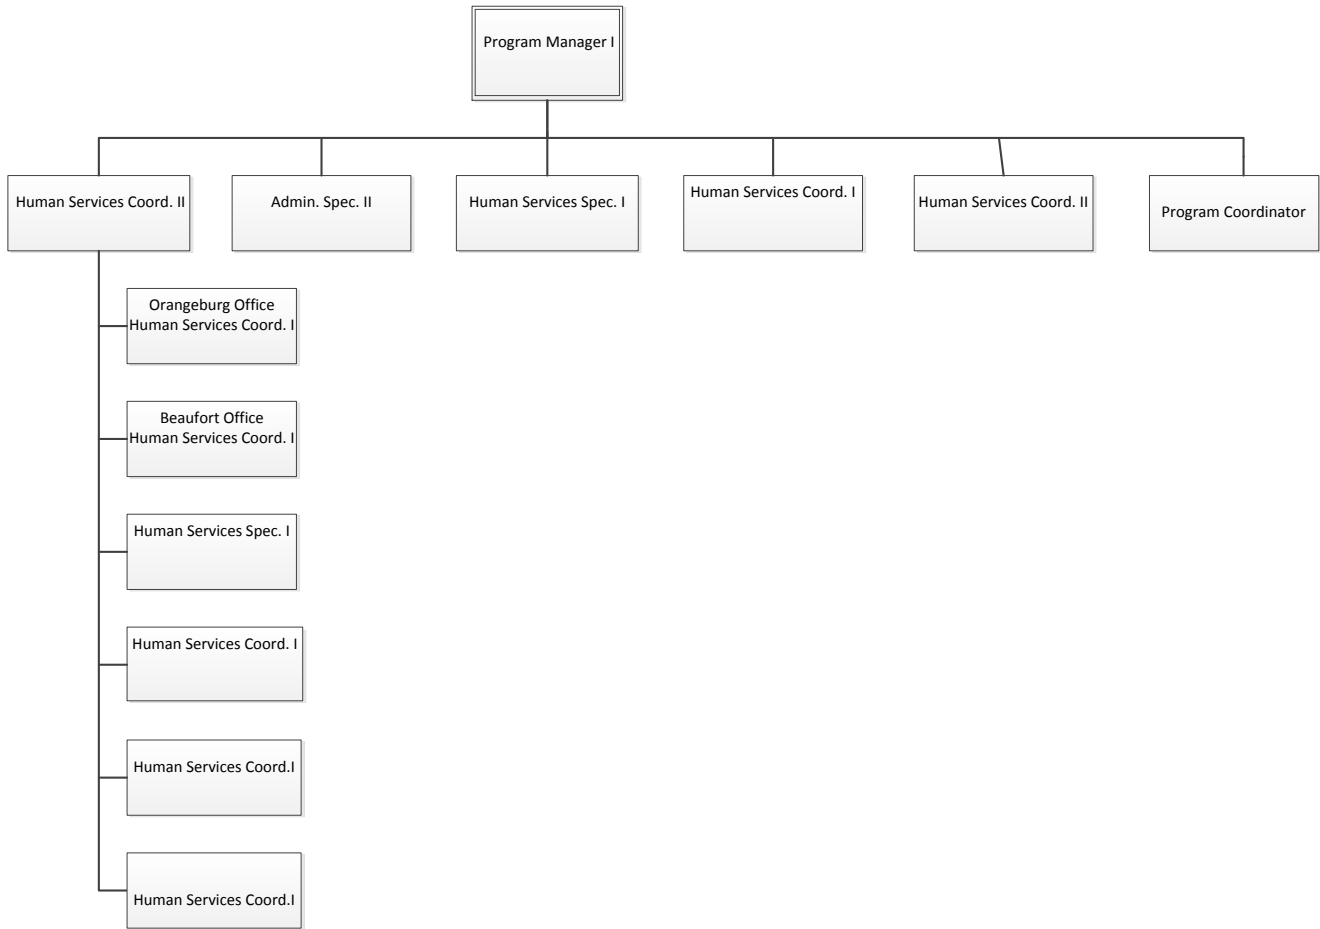 Program Manager I
Human Services Coord. II
Admin. Spec. II
Human Services Spec. I
Human Services Coord. I
Human Services Coord. II
Program Coordinator
Orangeburg Office
Human Services Coord. I
Beaufort Office
Human Services Coord. I
Human Services Spec. I
Human Services Coord. I
Human Services Coord.I
Human Services Coord.I